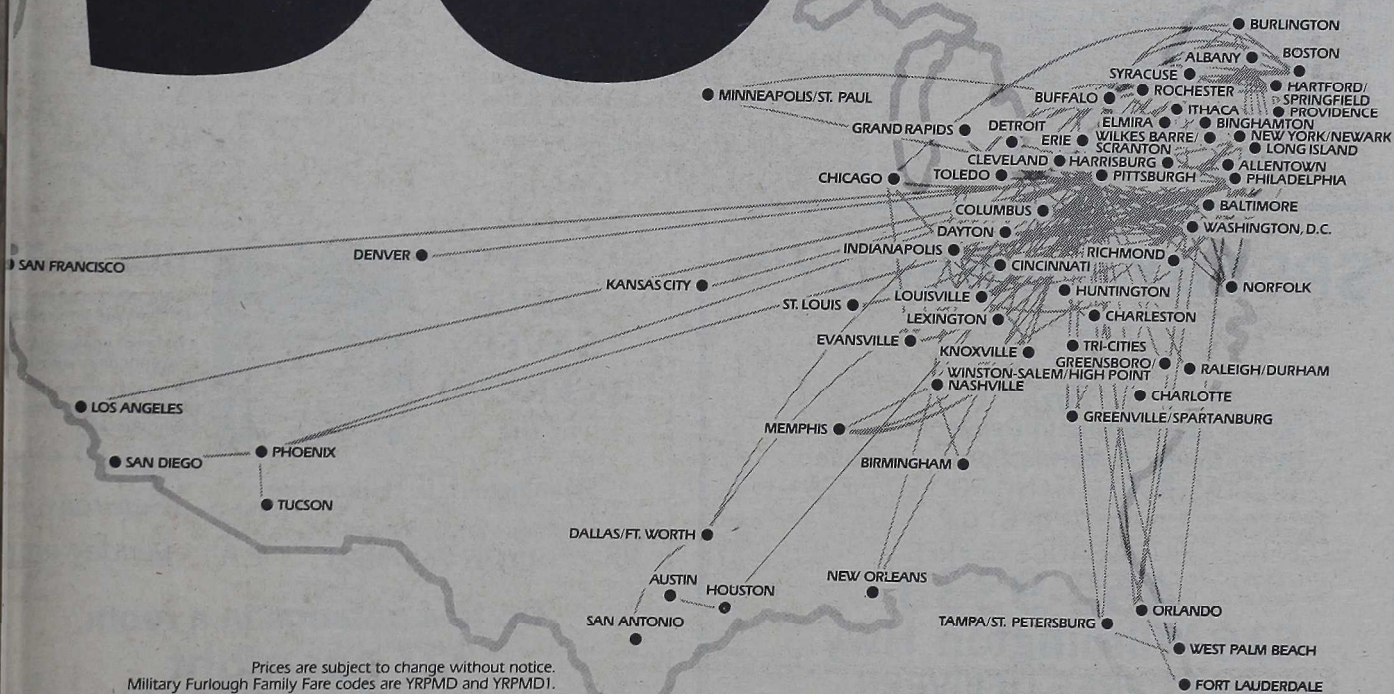 BURLINGTON
BOSTON
ALBANY
SYRACUSE
HARTFORD/
SPRINGFIELD
ROCHESTER
MINNEAPOLIS/ST. PAUL
BUFFALO
ITHACA
PROVIDENCE
ELMIRA
BINGHAMTON
GRAND RAPIDS
DETROIT
ERIE
WILKES BARRE/
SCRANTON
NEW YORK/NEWARK
LONG ISLAND
CLEVELAND
HARRISBURG
ALLENTOWN
CHICAGO
TOLEDO
PITTSBURGH
PHILADELPHIA
COLUMBUS
BALTIMORE
DAYTON
WASHINGTON, D.C.
INDIANAPOLIS
RICHMOND
DENVER
SAN FRANCISCO
CINCINNATI
KANSAS CITY
HUNTINGTON
NORFOLK
ST. LOUIS
LOUISVILLE
LEXINGTON
CHARLESTON
EVANSVILLE
KNOXVILLE
TRI-CITIES
GREENSBORO/
WINSTON-SALEM/HIGH POINT
RALEIGH/DURHAM
NASHVILLE
CHARLOTTE
LOS ANGELES
GREENVILLE/SPARTANBURG
MEMPHIS
PHOENIX
SAN DIEGO
BIRMINGHAM
TUCSON
DALLAS/FT. WORTH
AUSTIN
HOUSTON
NEW ORLEANS
SAN ANTONIO
ORLANDO
TAMPA/ST. PETERSBURG
WEST PALM BEACH
FORT LAUDERDALE
Prices are subject to change without notice.
Military Furlough Family Fare codes are YRPMD and YRPMD1.